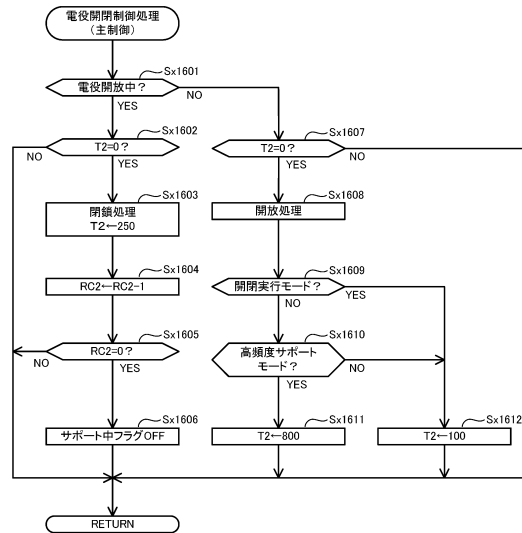 電役開閉制御処理
(主制御)
Sx1601
電役開放中？
NO
YES
Sx1602
T2=0？
NO
YES
Sx1607
T2=0？
NO
YES
Sx1603
閉鎖処理
T2←250
Sx1608
開放処理
Sx1604
RC2←RC2-1
Sx1609
開閉実行モード？
YES
NO
Sx1605
RC2=0？
NO
YES
Sx1610
高頻度サポート
モード？
NO
YES
Sx1606
サポート中フラグOFF
Sx1611
T2←800
Sx1612
T2←100
RETURN